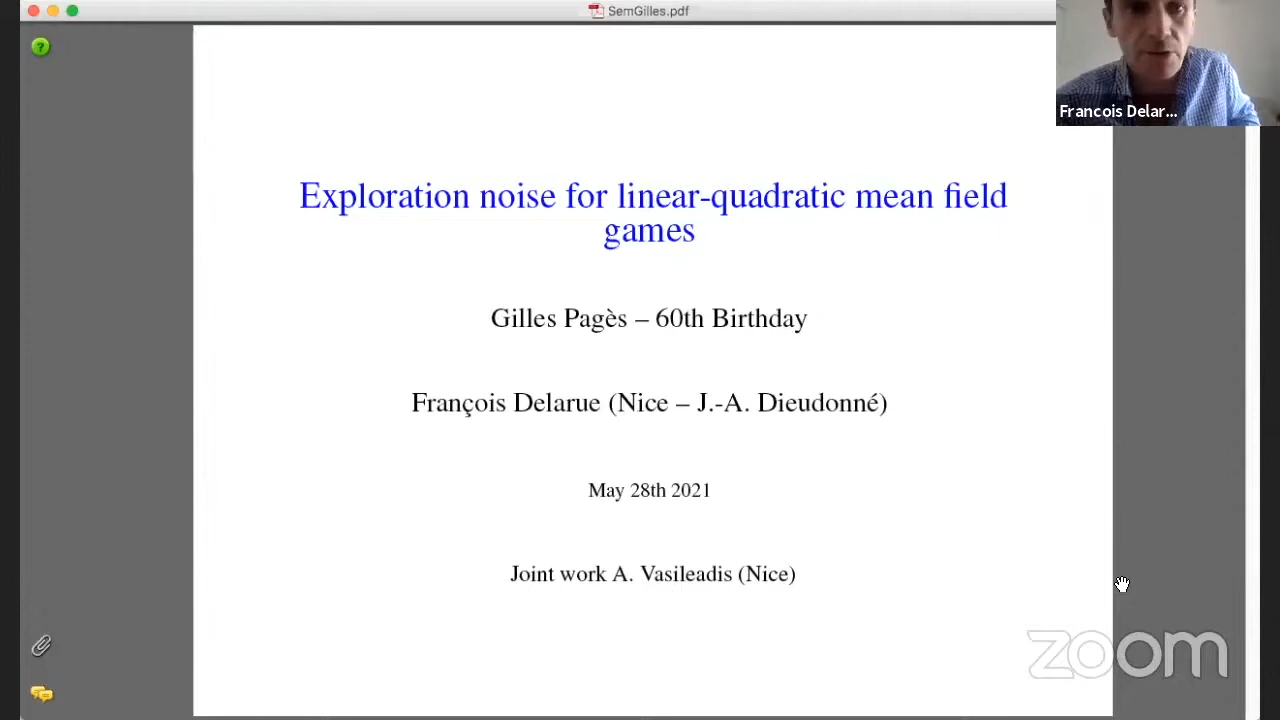 SemGilles.pdf
?
Francois Delar...
Exploration noise for linear-quadratic mean field
games
Gilles Pagès – 60th Birthday
François Delarue (Nice – J.-A. Dieudonné)
May 28th 2021
Joint work A. Vasileadis (Nice)
zoom